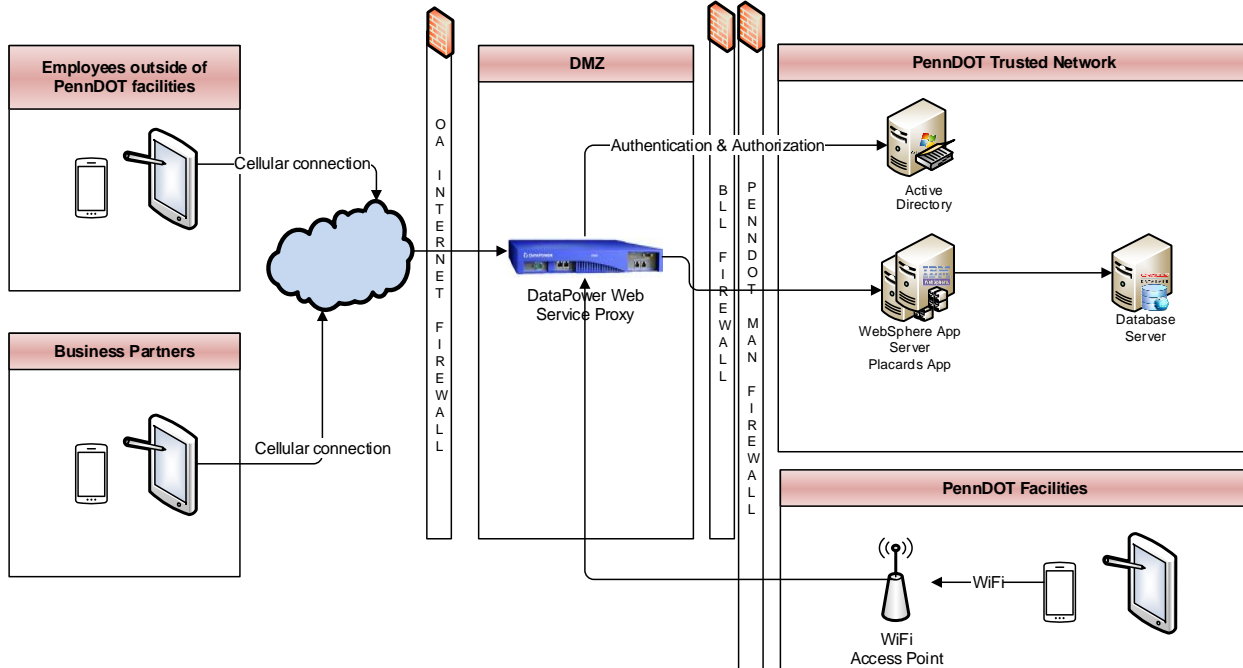 Employees outside of
PennDOT facilities
Cellular connection
Business Partners
Cellular connection
OA INTERNET FIREWALL
DMZ
Authentication & Authorization
DATAPOWER
DataPower Web
Service Proxy
BLL FIREWALL
PENNDOT MAN FIREWALL
PennDOT Trusted Network
Active
Directory
WebSphere App
Server
Placards App
DATABASE
Database
Server
PennDOT Facilities
WiFi
WiFi
Access Point